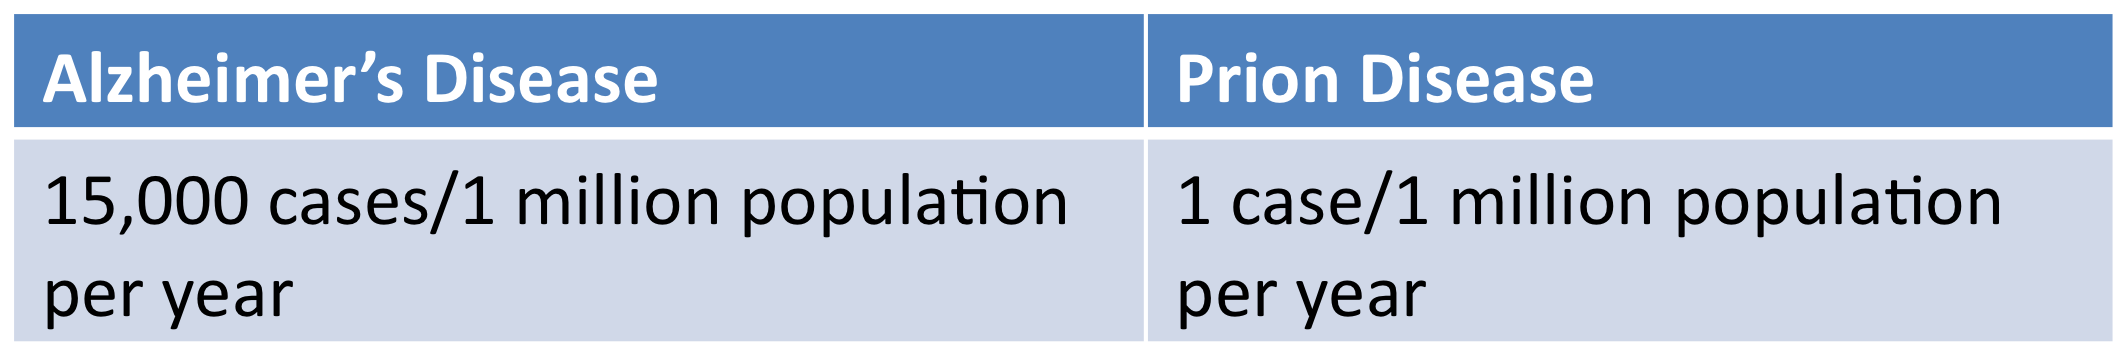 Alzheimer’s Disease
Prion Disease
15,000 cases/1 million population
per year
1 case/1 million population
per year